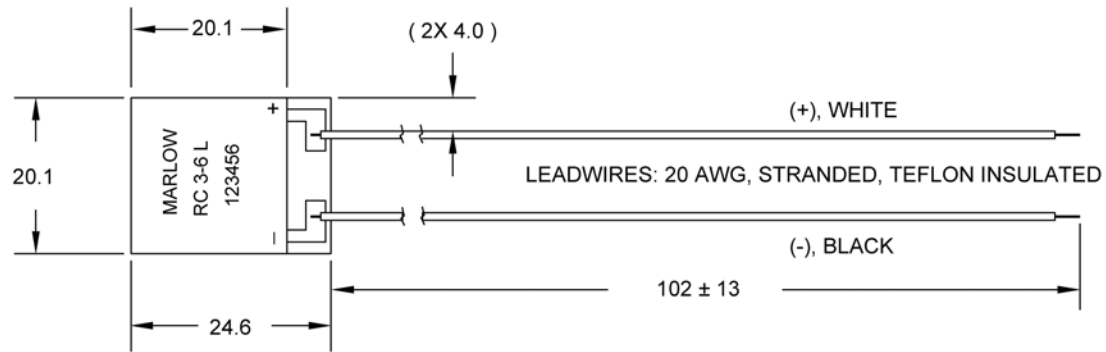 20.1
( 2X 4.0 )
20.1
+
MARLOW
RC 3-6 L
123456
−
(+), WHITE
LEADWIRES: 20 AWG, STRANDED, TEFLON INSULATED
(-), BLACK
102 ± 13
24.6